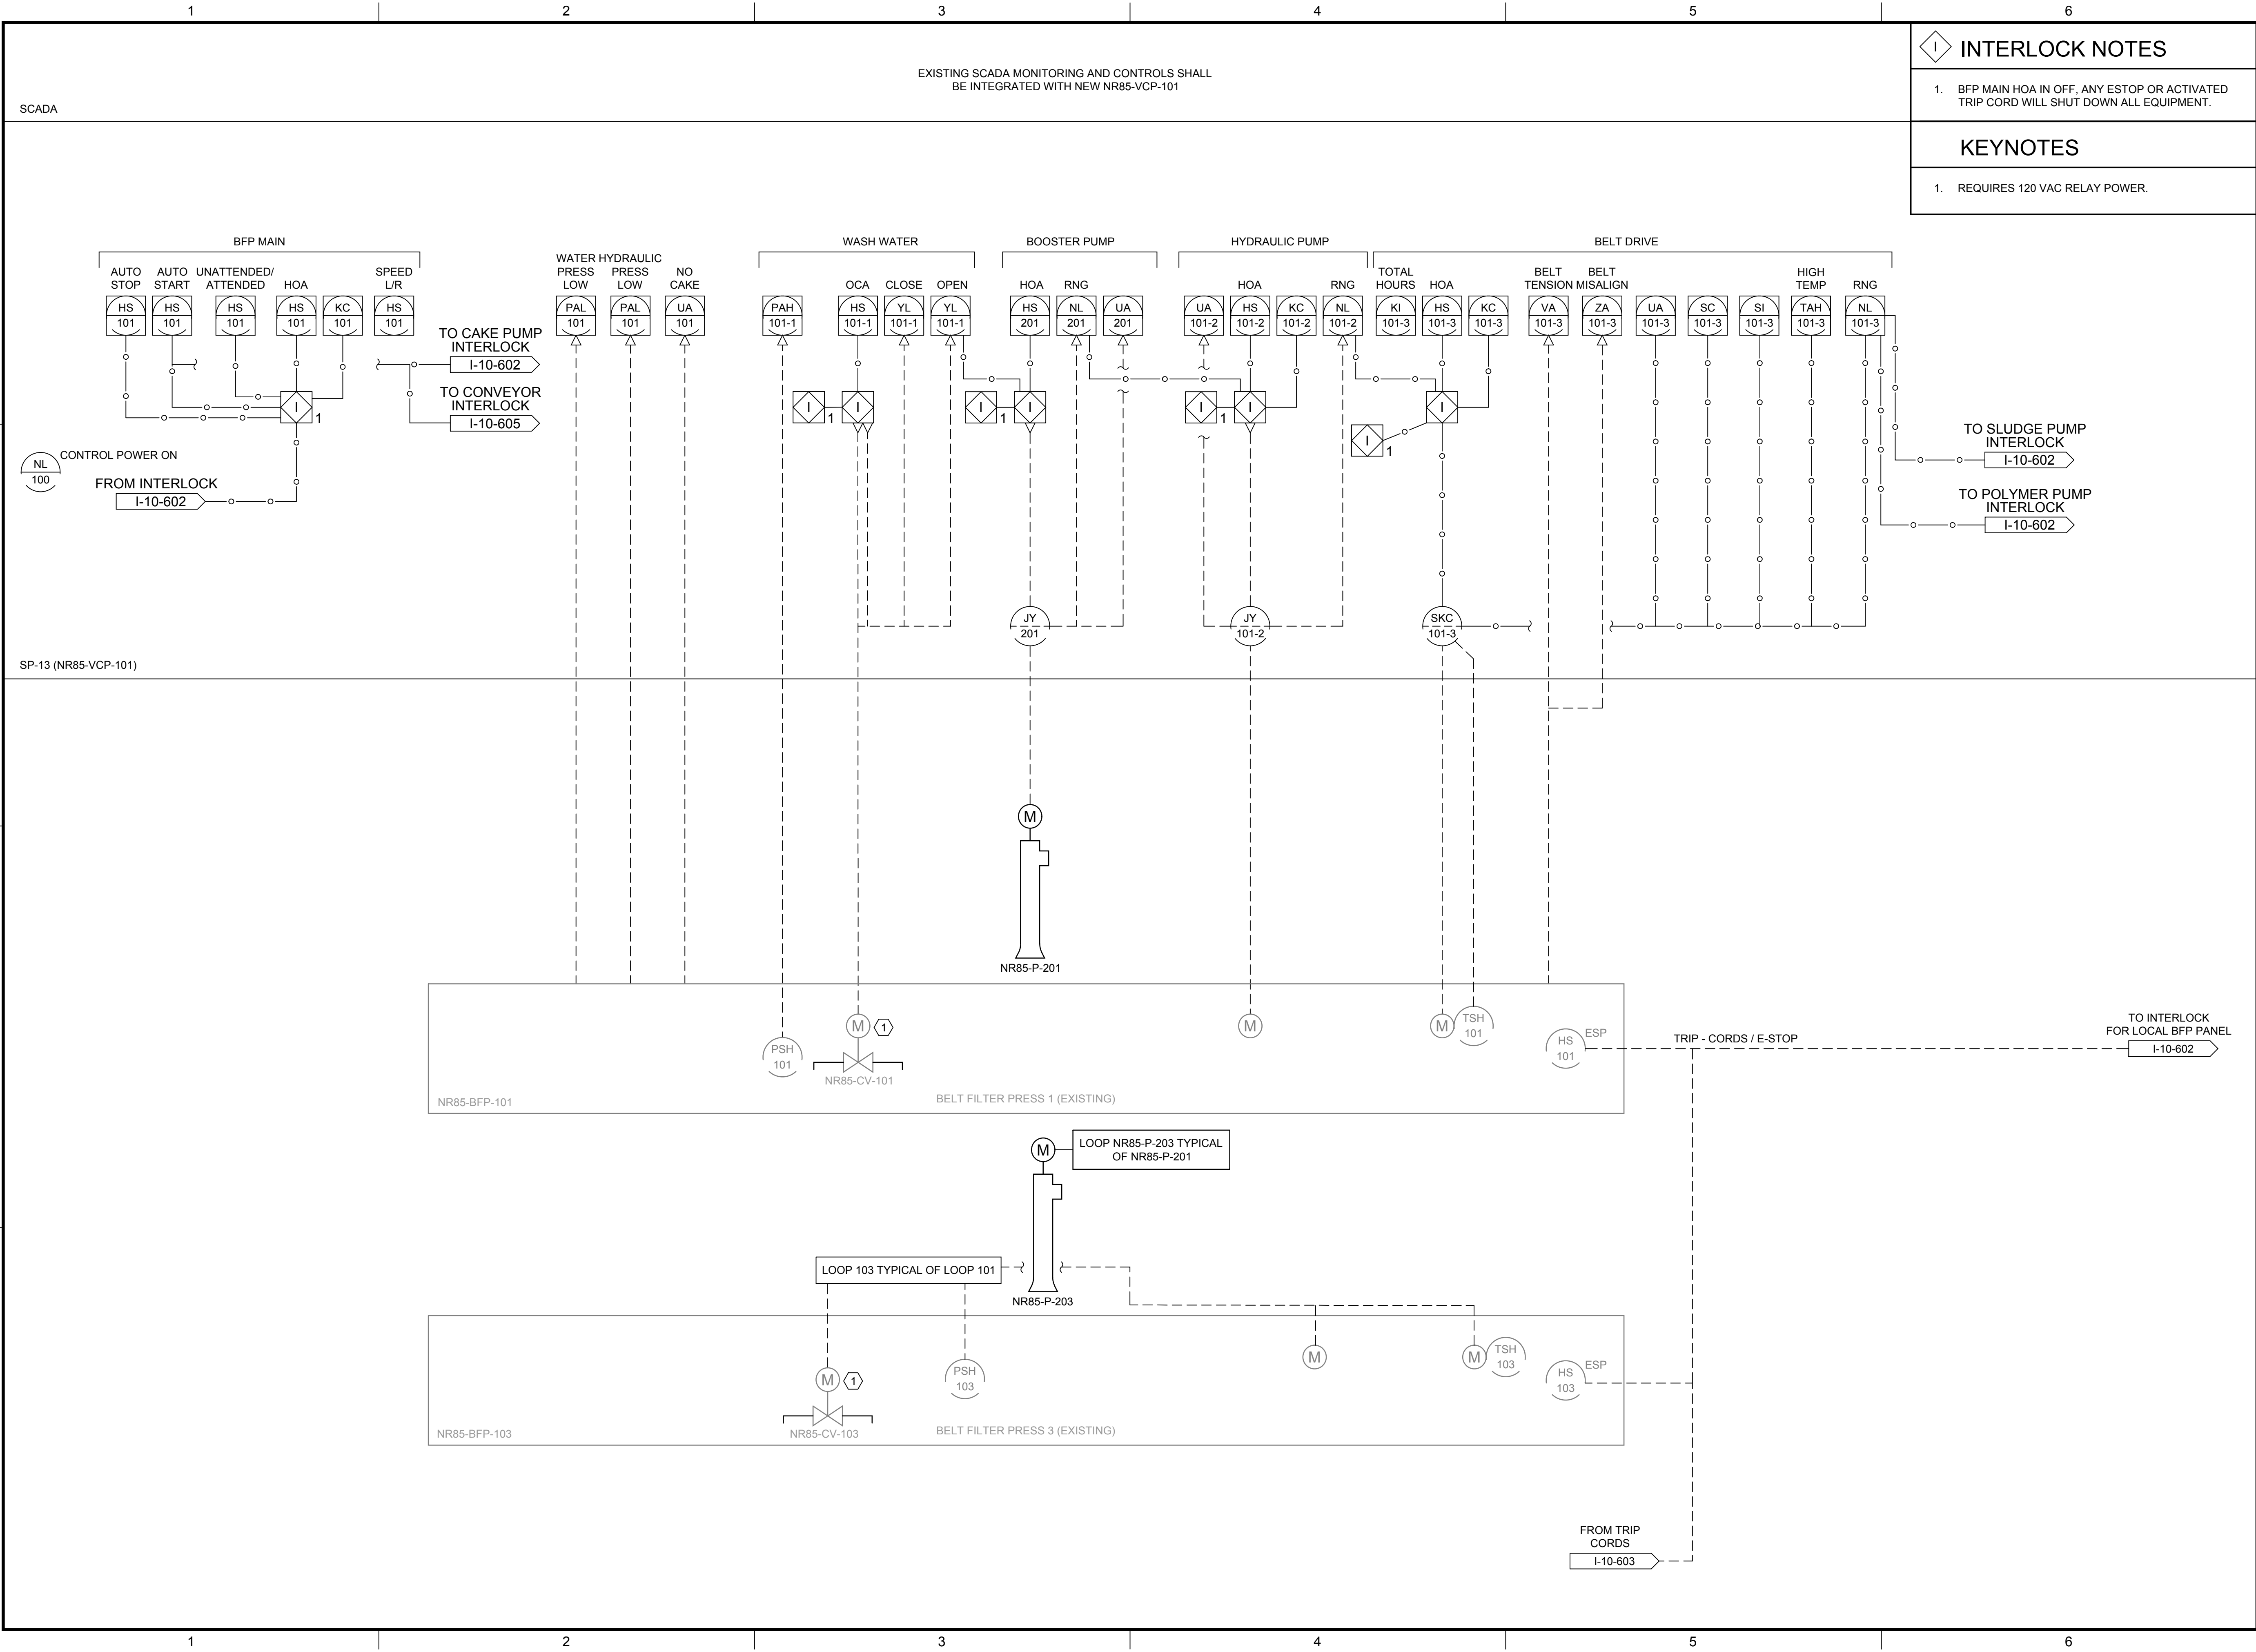 1 2 3 4 5 6
EXISTING SCADA MONITORING AND CONTROLS SHALL
BE INTEGRATED WITH NEW NR85-VCP-101
SCADA
I INTERLOCK NOTES
1. BFP MAIN HOA IN OFF, ANY ESTOP OR ACTIVATED
TRIP CORD WILL SHUT DOWN ALL EQUIPMENT.
KEYNOTES
1. REQUIRES 120 VAC RELAY POWER.
BFP MAIN
AUTO
STOP
HS
101
AUTO
START
HS
101
UNATTENDED/
ATTENDED
HS
101
HOA
HS
101
KC
101
SPEED
L/R
HS
101
I
1
TO CAKE PUMP
INTERLOCK
I-10-602
TO CONVEYOR
INTERLOCK
I-10-605
NL
100
CONTROL POWER ON
FROM INTERLOCK
I-10-602
WATER
PRESS
LOW
PAL
101
HYDRAULIC
PRESS
LOW
PAL
101
NO
CAKE
UA
101
WASH WATER
PAH
101-1
OCA
HS
101-1
CLOSE
YL
101-1
OPEN
YL
101-1
I
1
I
BOOSTER PUMP
HOA
HS
201
RNG
NL
201
UA
201
I
1
I
JY
201
HYDRAULIC PUMP
UA
101-2
HOA
HS
101-2
KC
101-2
RNG
NL
101-2
I
1
I
JY
101-2
BELT DRIVE
TOTAL
HOURS
KI
101-3
HOA
HS
101-3
KC
101-3
BELT
TENSION
VA
101-3
BELT
MISALIGN
ZA
101-3
UA
101-3
SC
101-3
SI
101-3
HIGH
TEMP
TAH
101-3
RNG
NL
101-3
I
I
1
SKC
101-3
TO SLUDGE PUMP
INTERLOCK
I-10-602
TO POLYMER PUMP
INTERLOCK
I-10-602
SP-13 (NR85-VCP-101)
M
NR85-P-201
PSH
101
M
1
NR85-CV-101
M
M
TSH
101
HS
101
ESP
TRIP - CORDS / E-STOP
TO INTERLOCK
FOR LOCAL BFP PANEL
I-10-602
NR85-BFP-101
BELT FILTER PRESS 1 (EXISTING)
M
LOOP NR85-P-203 TYPICAL
OF NR85-P-201
LOOP 103 TYPICAL OF LOOP 101
NR85-P-203
M
1
NR85-CV-103
PSH
103
M
M
TSH
103
HS
103
ESP
NR85-BFP-103
BELT FILTER PRESS 3 (EXISTING)
FROM TRIP
CORDS
I-10-603
1 2 3 4 5 6